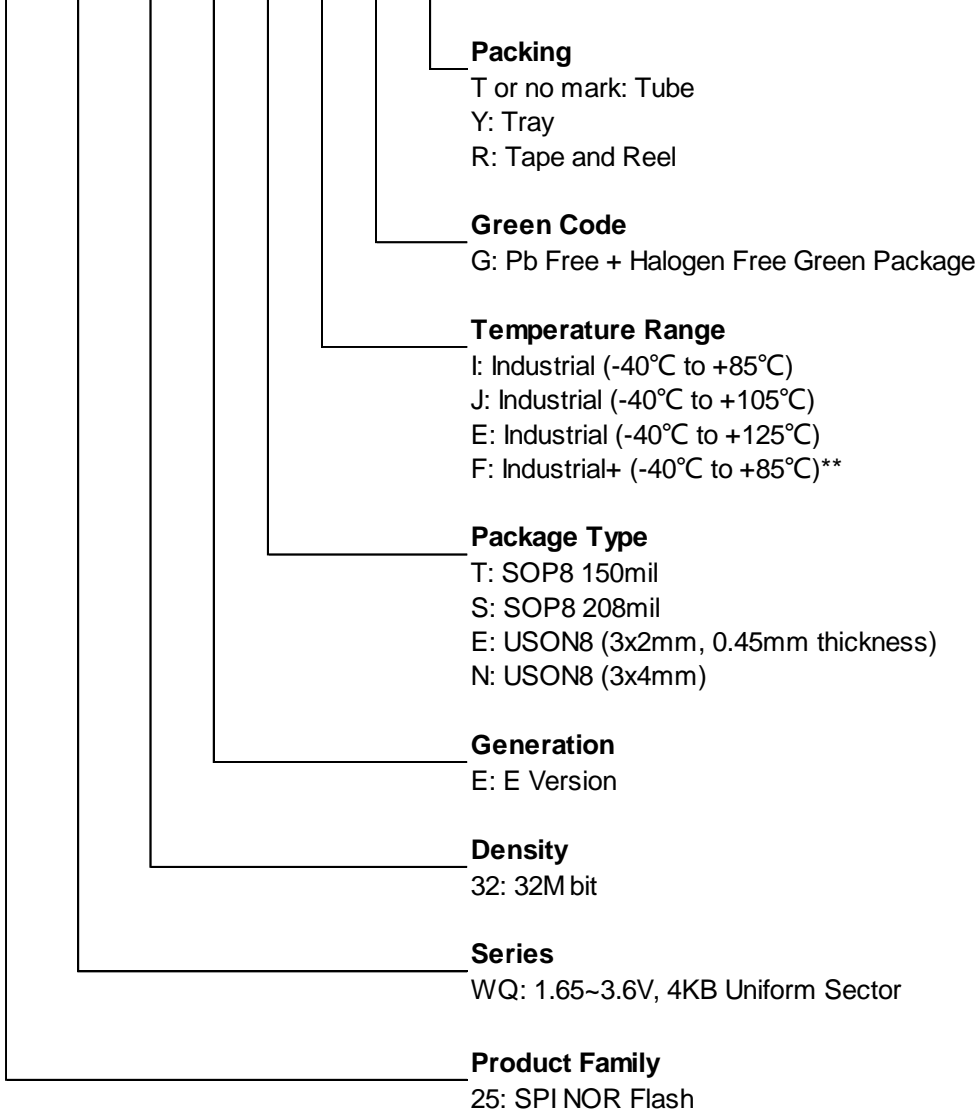 Packing
T or no mark: Tube
Y: Tray
R: Tape and Reel
Green Code
G: Pb Free + Halogen Free Green Package
Temperature Range
I: Industrial (-40℃ to +85℃)
J: Industrial (-40℃ to +105℃)
E: Industrial (-40℃ to +125℃)
F: Industrial+ (-40℃ to +85℃)**
Package Type
T: SOP8 150mil
S: SOP8 208mil
E: USON8 (3x2mm, 0.45mm thickness)
N: USON8 (3x4mm)
Generation
E: E Version
Density
32: 32M bit
Series
WQ: 1.65~3.6V, 4KB Uniform Sector
Product Family
25: SPI NOR Flash